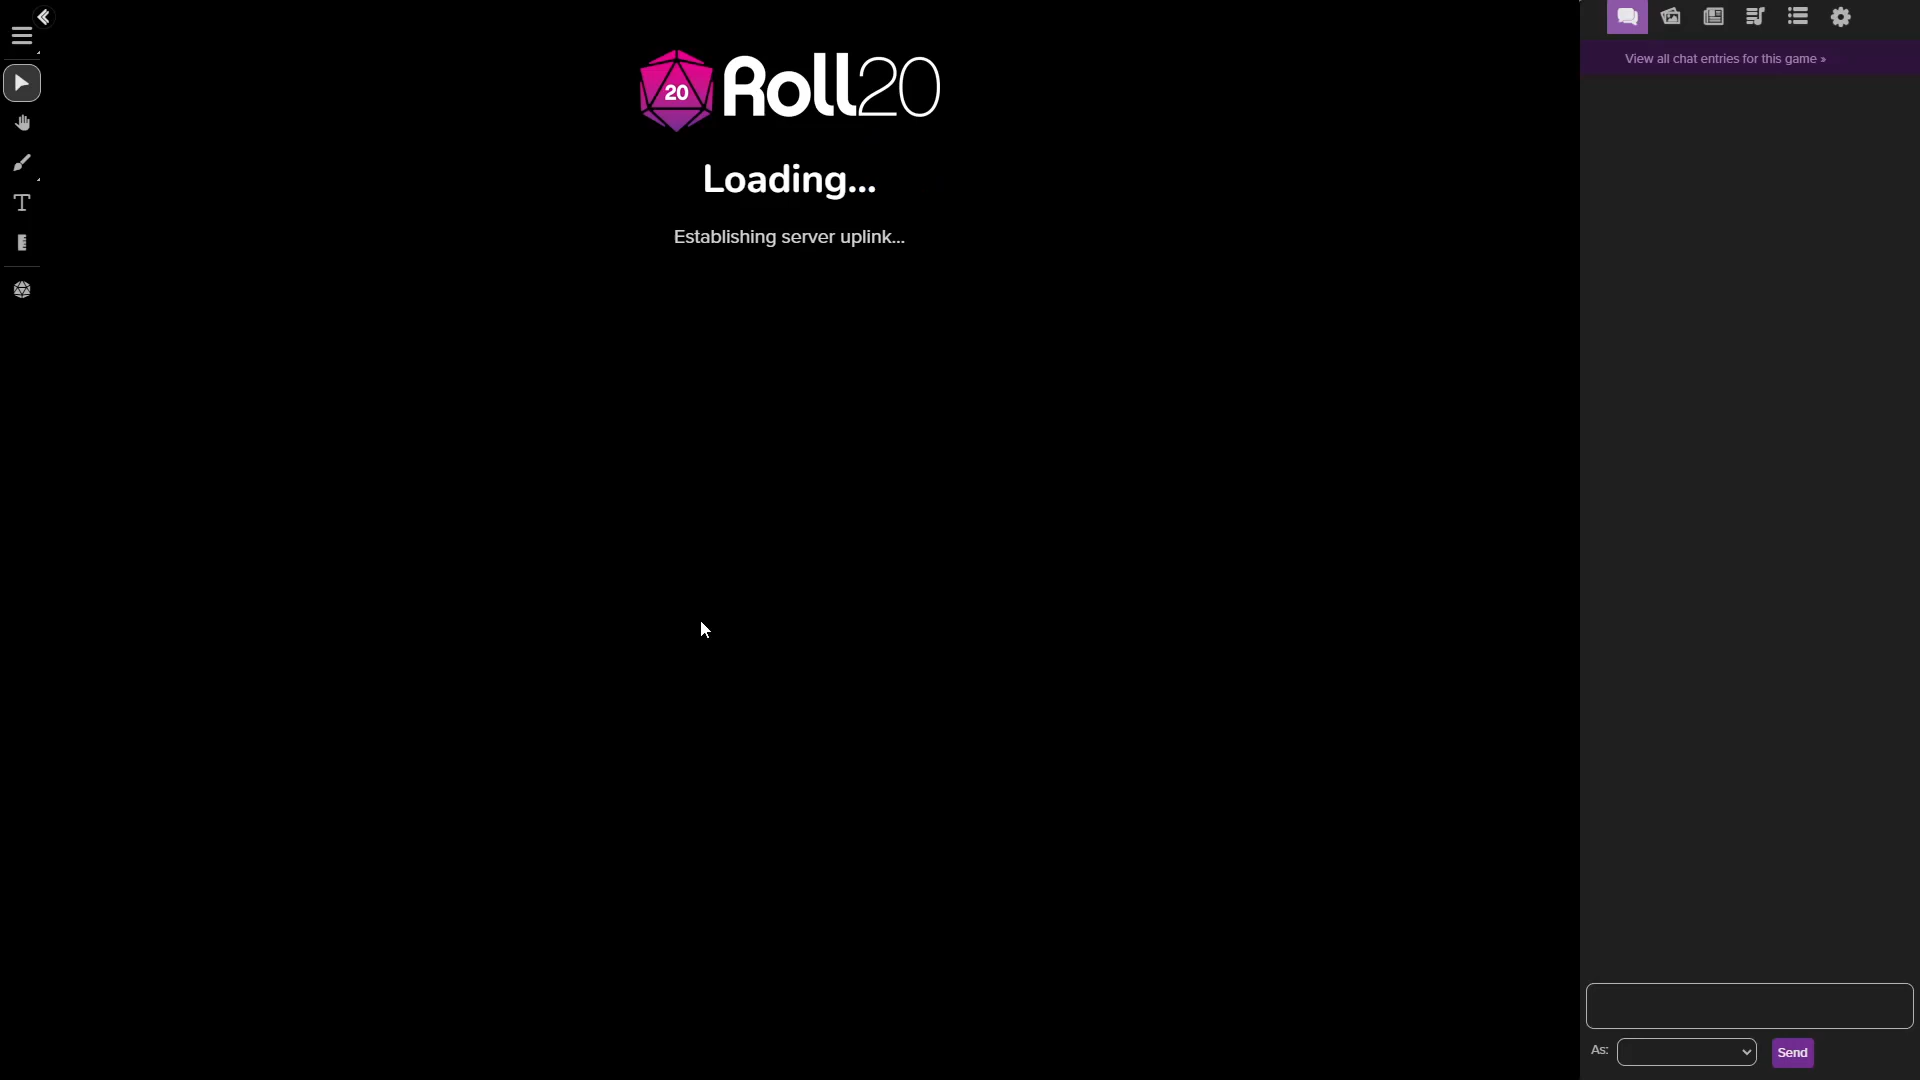 View all chat entries for this game »
20 Roll20
Loading...
Establishing server uplink...
As:
Send